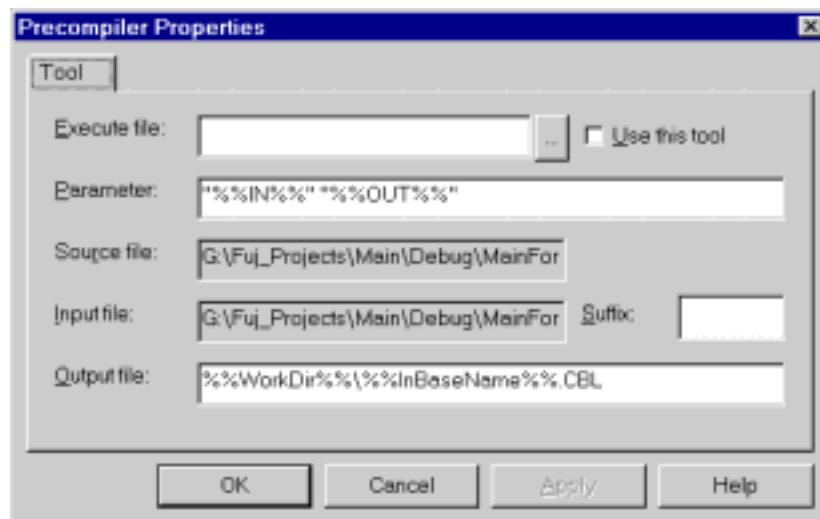 Precompiler Properties
Tool
Execute file:
...
Use this tool
Parameter:
"%%IN%%" "%%OUT%%"
Source file:
G:\Fuj_Projects\Main\Debug\MainFor
Input file:
G:\Fuj_Projects\Main\Debug\MainFor
Suffix:
Output file:
%%WorkDir%%\%%InBaseName%%.CBL
OK
Cancel
Apply
Help